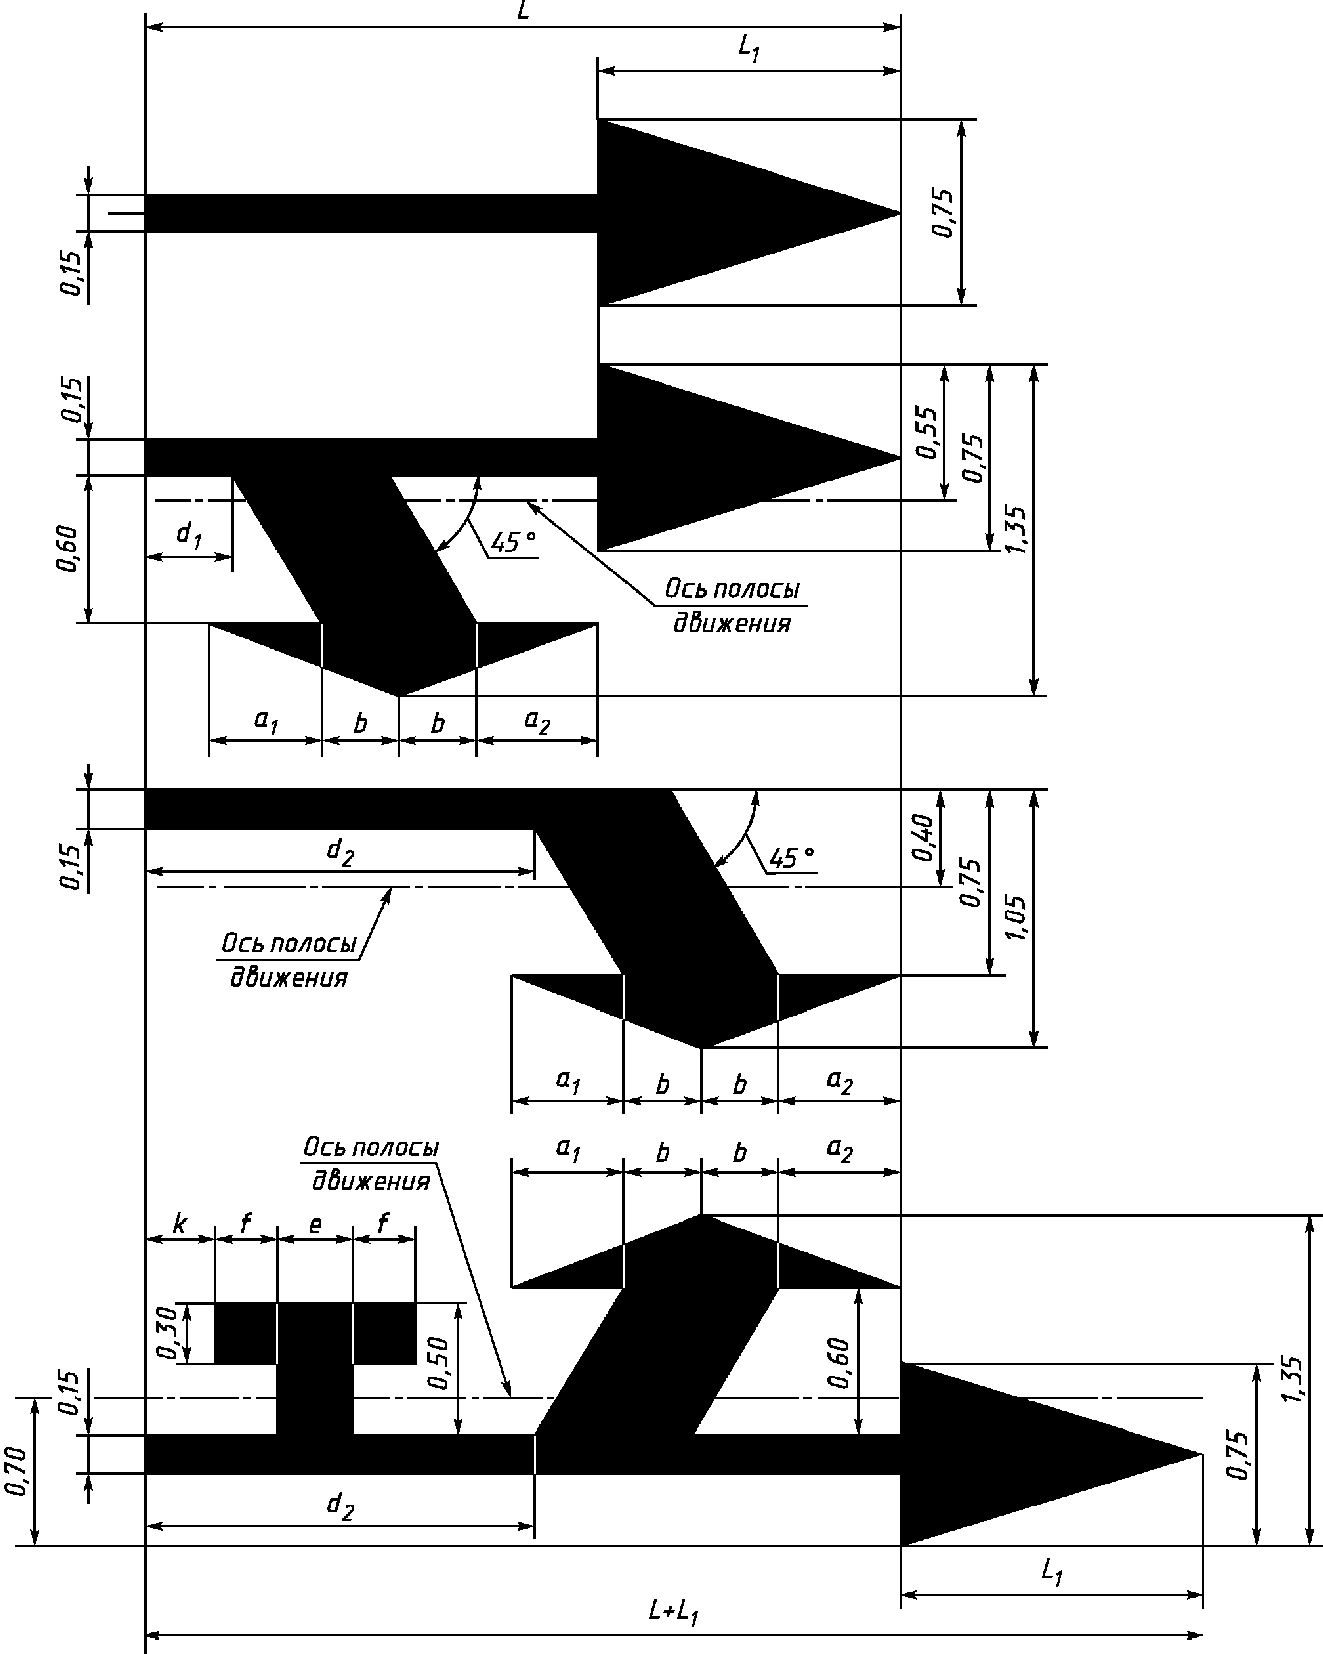 L
L1
0,15
0,75
0,15
0,60
d1
45°
0,55
0,75
1,35
Ось полосы
движения
a1 b b a2
0,15
d2
45°
0,40
0,75
1,05
Ось полосы
движения
a1 b b a2
Ось полосы
движения
a1 b b a2
k f e f
0,30
0,50
0,60
0,15
0,70
d2
0,75
1,35
L1
L+L1